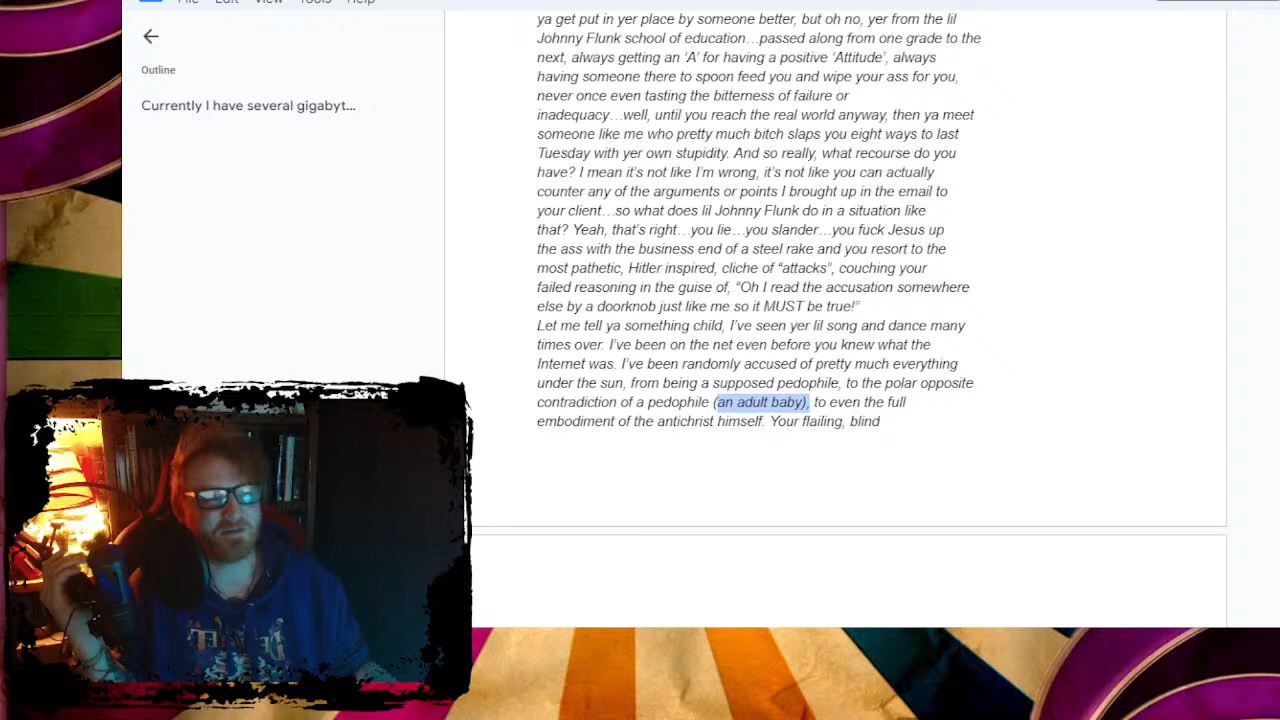 File Edit View Tools Help
Outline
Currently I have several gigabyt...
ya get put in yer place by someone better, but oh no, yer from the lil
Johnny Flunk school of education…passed along from one grade to the
next, always getting an ‘A’ for having a positive ‘Attitude’, always
having someone there to spoon feed you and wipe your ass for you,
never once even tasting the bitterness of failure or
inadequacy…well, until you reach the real world anyway, then ya meet
someone like me who pretty much bitch slaps you eight ways to last
Tuesday with yer own stupidity. And so really, what recourse do you
have? I mean it’s not like I’m wrong, it’s not like you can actually
counter any of the arguments or points I brought up in the email to
your client…so what does lil Johnny Flunk do in a situation like
that? Yeah, that’s right…you lie…you slander…you fuck Jesus up
the ass with the business end of a steel rake and you resort to the
most pathetic, Hitler inspired, cliche of “attacks”, couching your
failed reasoning in the guise of, “Oh I read the accusation somewhere
else by a doorknob just like me so it MUST be true!”
Let me tell ya something child, I’ve seen yer lil song and dance many
times over. I’ve been on the net even before you knew what the
Internet was. I’ve been randomly accused of pretty much everything
under the sun, from being a supposed pedophile, to the polar opposite
contradiction of a pedophile (an adult baby), to even the full
embodiment of the antichrist himself. Your flailing, blind